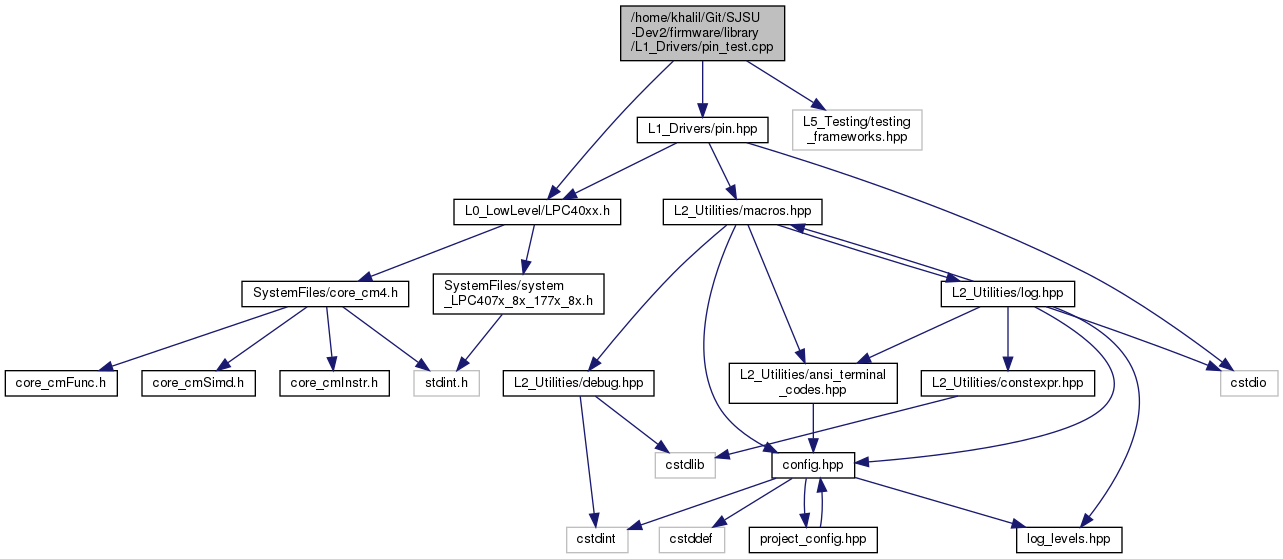 /home/khalil/Git/SJSU
-Dev2/firmware/library
/L1_Drivers/pin_test.cpp
L1_Drivers/pin.hpp
L5_Testing/testing
_frameworks.hpp
L0_LowLevel/LPC40xx.h
L2_Utilities/macros.hpp
SystemFiles/core_cm4.h
SystemFiles/system
_LPC407x_8x_177x_8x.h
L2_Utilities/log.hpp
core_cmFunc.h
core_cmSimd.h
core_cmInstr.h
stdint.h
L2_Utilities/debug.hpp
L2_Utilities/ansi_terminal
_codes.hpp
L2_Utilities/constexpr.hpp
cstdio
cstdlib
config.hpp
cstdint
cstddef
project_config.hpp
log_levels.hpp